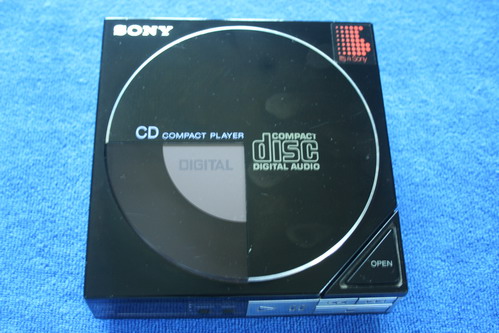 SONY
It's a Sony
CD COMPACT PLAYER
DIGITAL
COMPACT
disc
DIGITAL AUDIO
OPEN